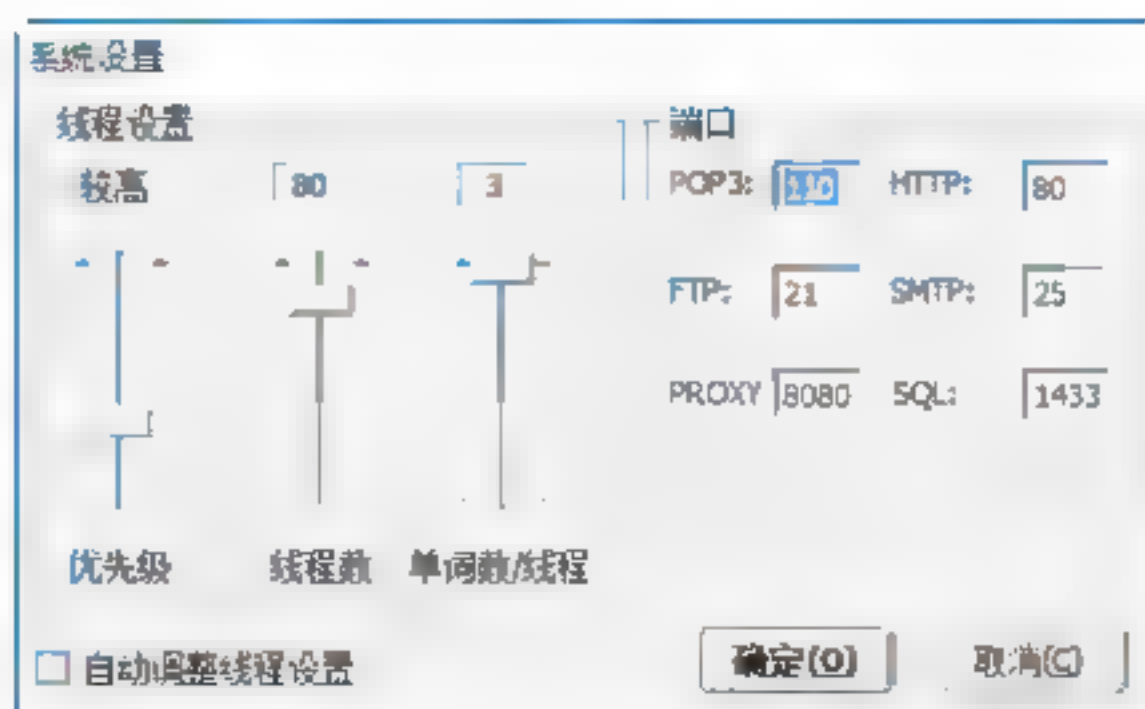 系统设置
线程设置
较高 80 3
优先级 线程数 单词数/线程
端口
POP3: 110 HTTP: 80
FTP: 21 SMTP: 25
PROXY 8080 SQL: 1433
自动调整线程设置
确定(O) 取消(C)